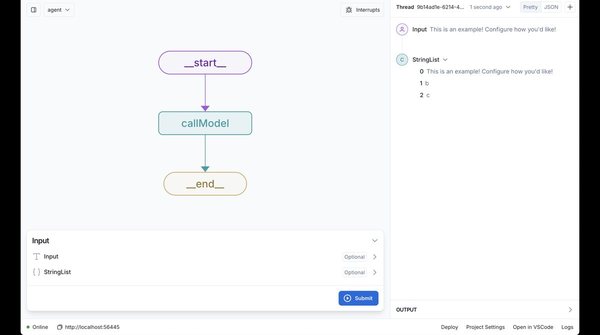 agent
Interrupts
Thread 9b14ad1e-6214-4... 1 second ago Pretty JSON
__start__
callModel
__end__
Input This is an example! Configure how you'd like!
StringList
0 This is an example! Configure how you'd like!
1 b
2 c
Input
Input Optional
StringList Optional
Submit
OUTPUT
Online http://localhost:56445
Deploy Project Settings Open in VSCode Logs